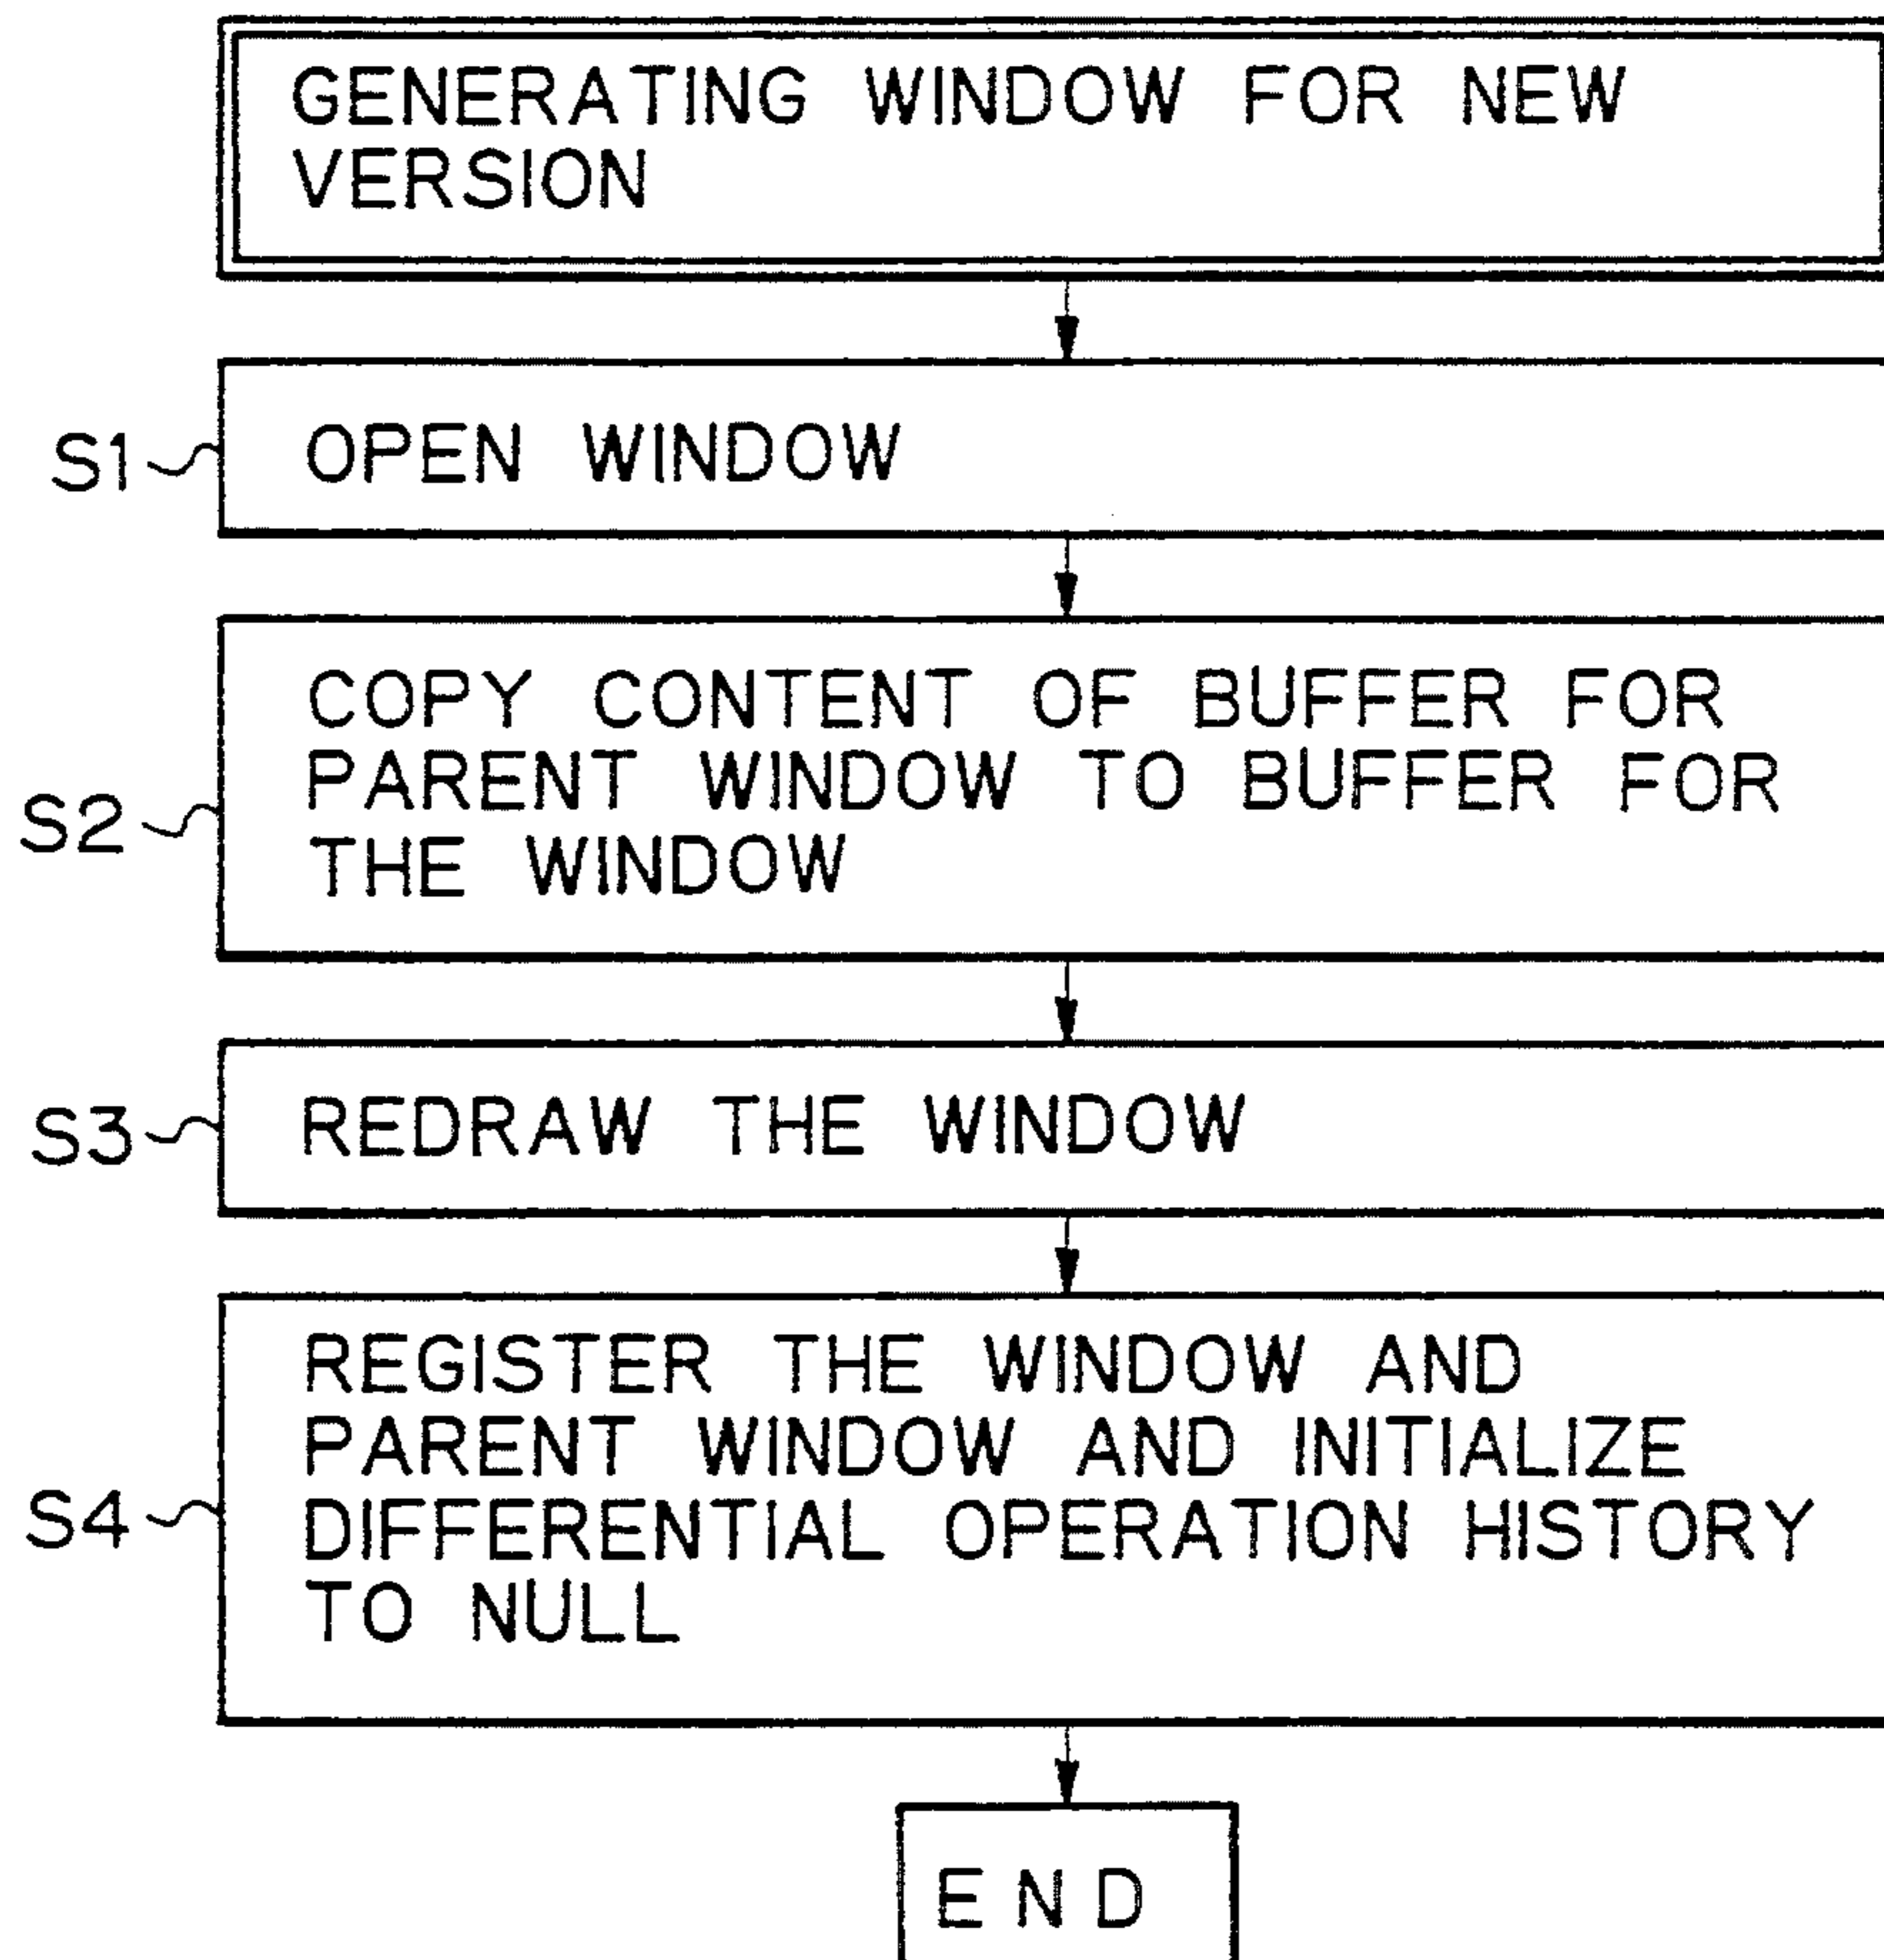 GENERATING WINDOW FOR NEW
VERSION
S1
OPEN WINDOW
COPY CONTENT OF BUFFER FOR
PARENT WINDOW TO BUFFER FOR
S2
THE WINDOW
S3
REDRAW THE WINDOW
REGISTER THE WINDOW AND
PARENT WINDOW AND INITIALIZE
S4
DIFFERENTIAL OPERATION HISTORY
TO NULL
END